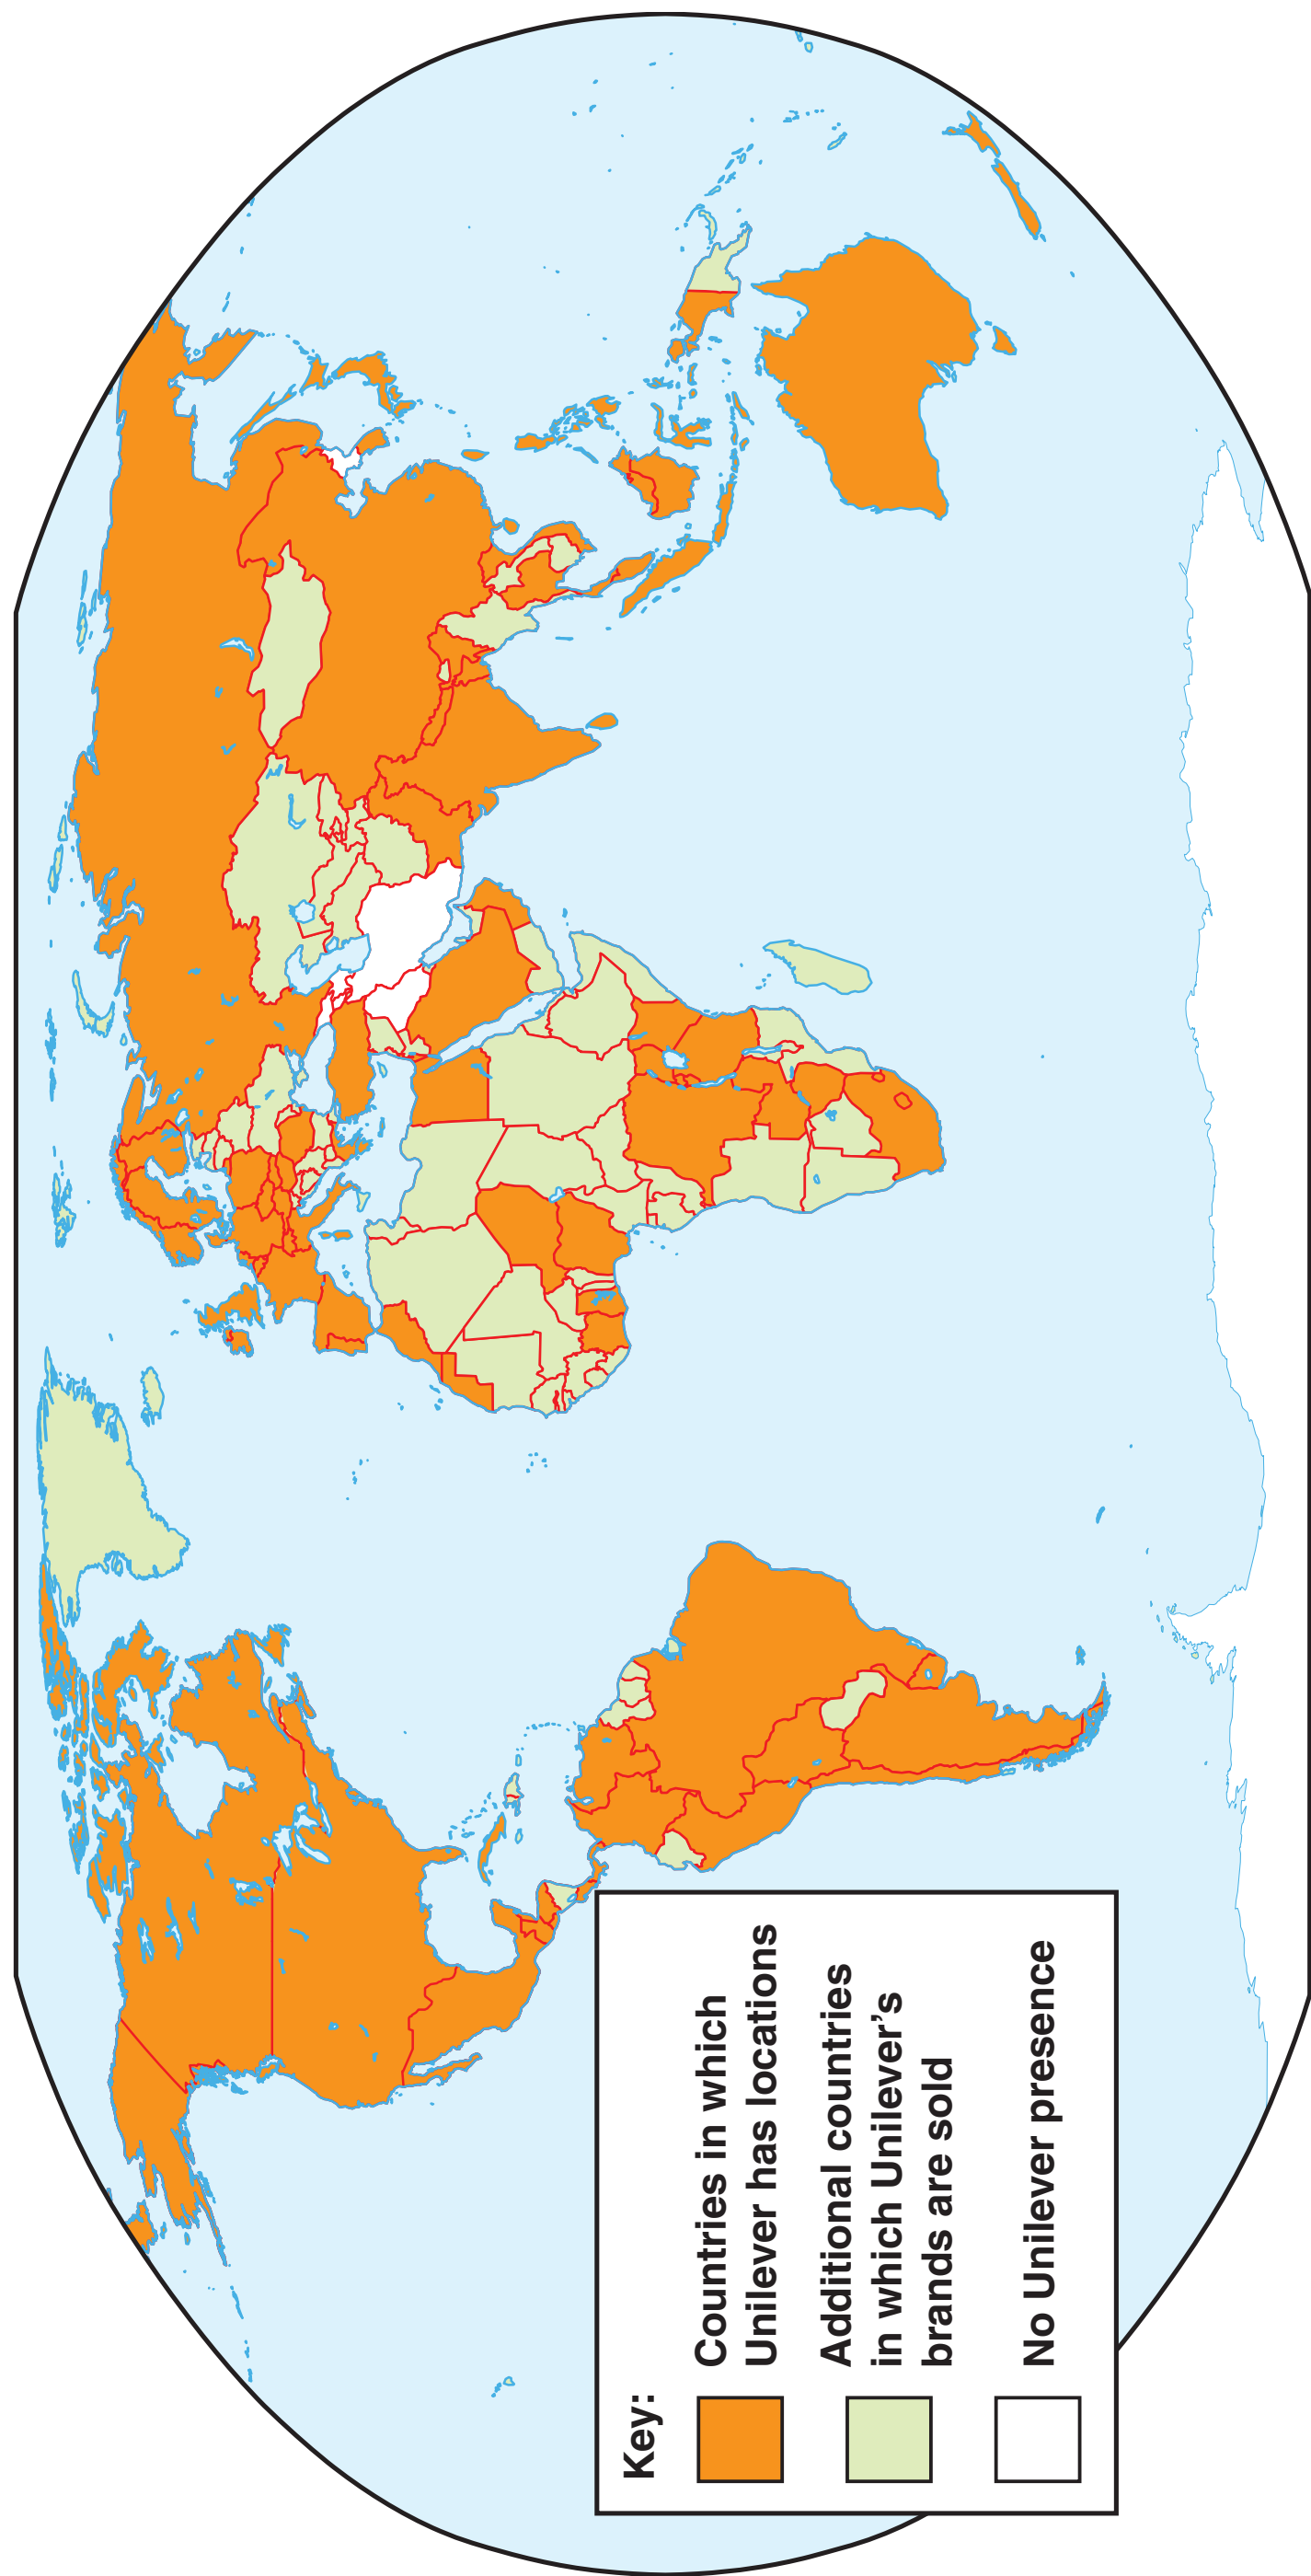 Key:
Countries in which
Unilever has locations
Additional countries
in which Unilever’s
brands are sold
No Unilever presence